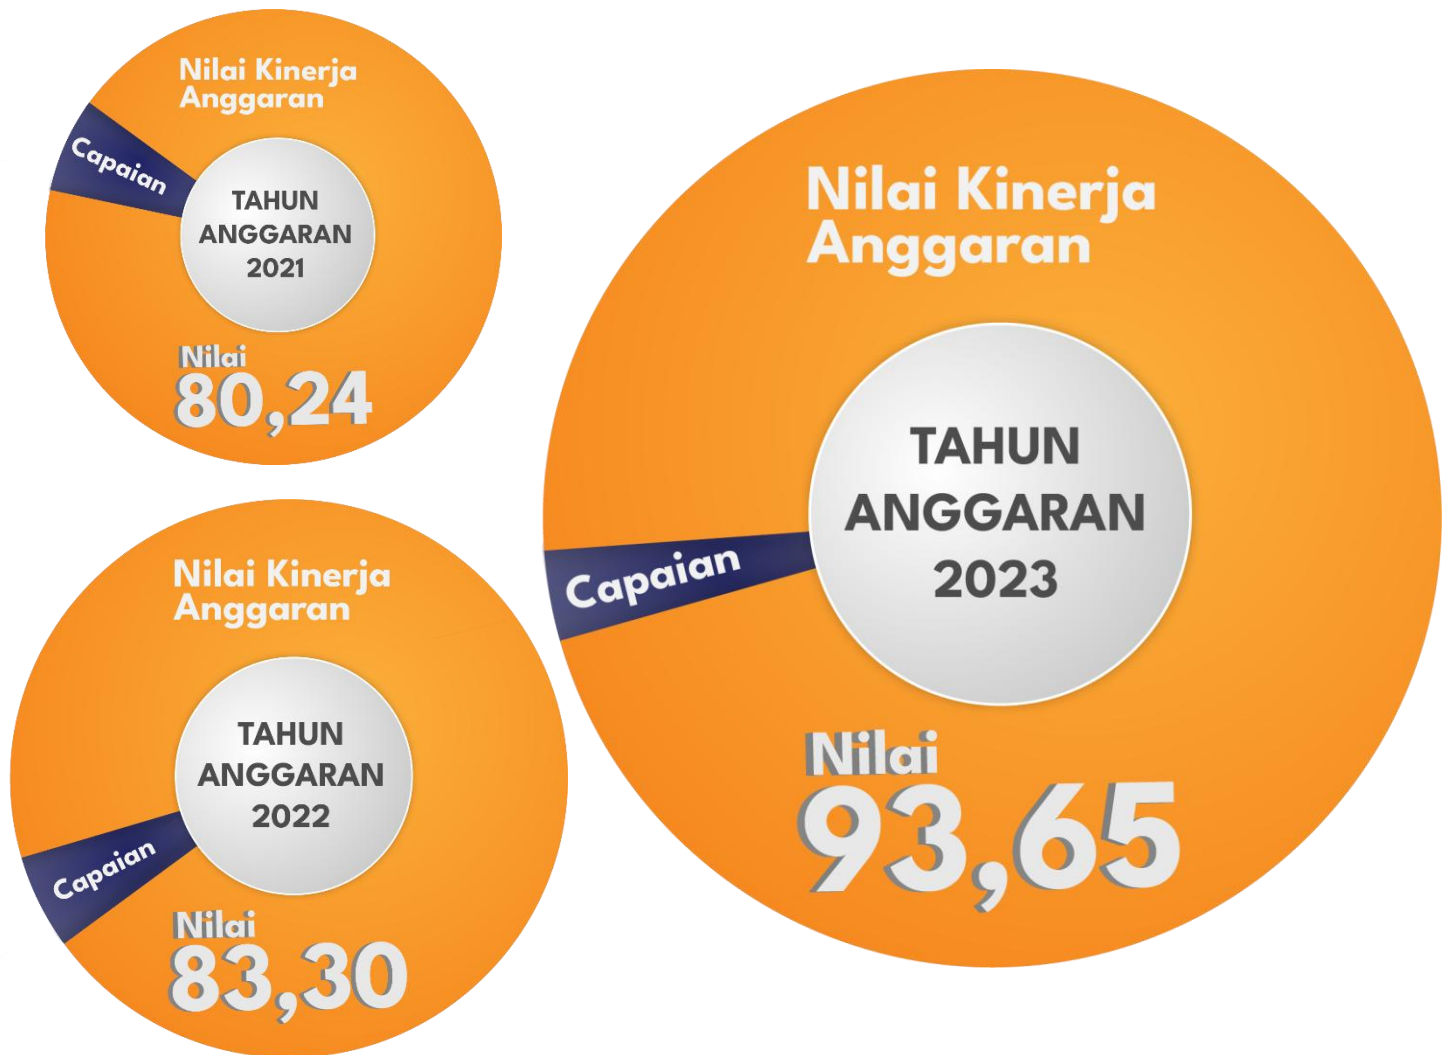 Nilai Kinerja
Anggaran
Capaian
TAHUN
ANGGARAN
2021
Nilai
80,24
Nilai Kinerja
Anggaran
TAHUN
ANGGARAN
2022
Capaian
Nilai
83,30
Nilai Kinerja
Anggaran
TAHUN
ANGGARAN
2023
Capaian
Nilai
93,65